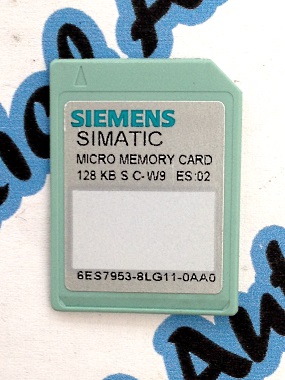 SIEMENS
SIMATIC
MICRO MEMORY CARD
128 KB S C-W9 ES:02
6ES7953-8LG11-0AA0